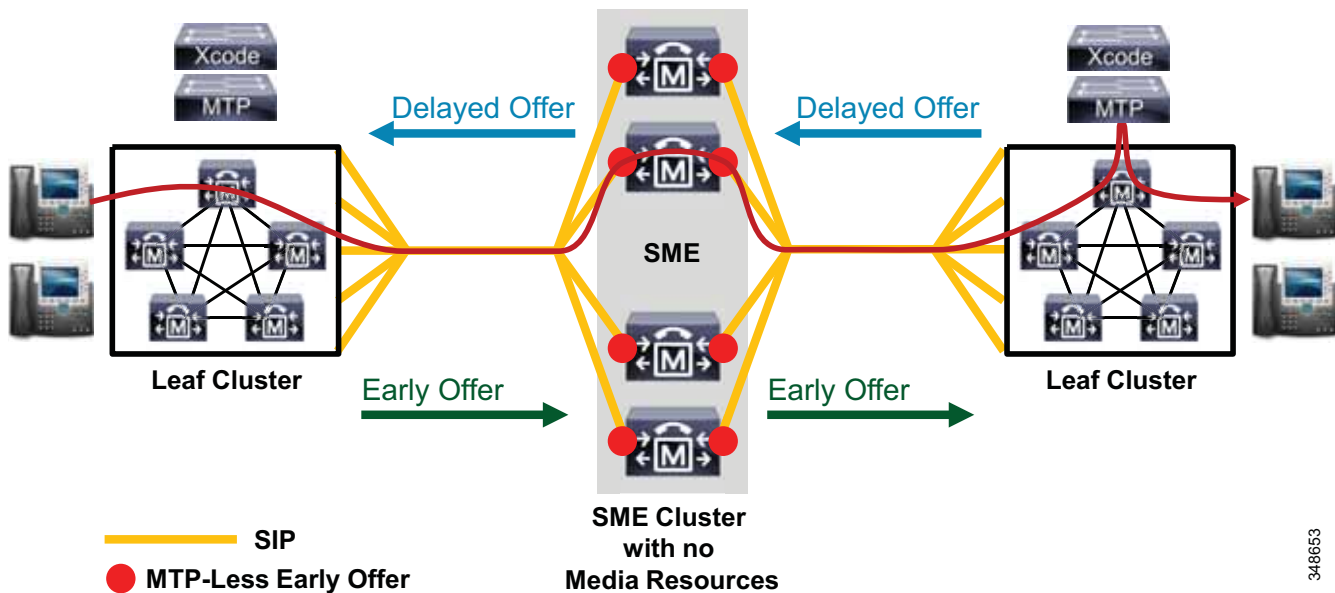 Xcode
MTP
Xcode
MTP
Delayed Offer
Delayed Offer
M
M
M
M
M
M
M
SME
M
M
M
M
M
M
M
Leaf Cluster
Leaf Cluster
Early Offer
Early Offer
SME Cluster
with no
Media Resources
SIP
MTP-Less Early Offer
348653